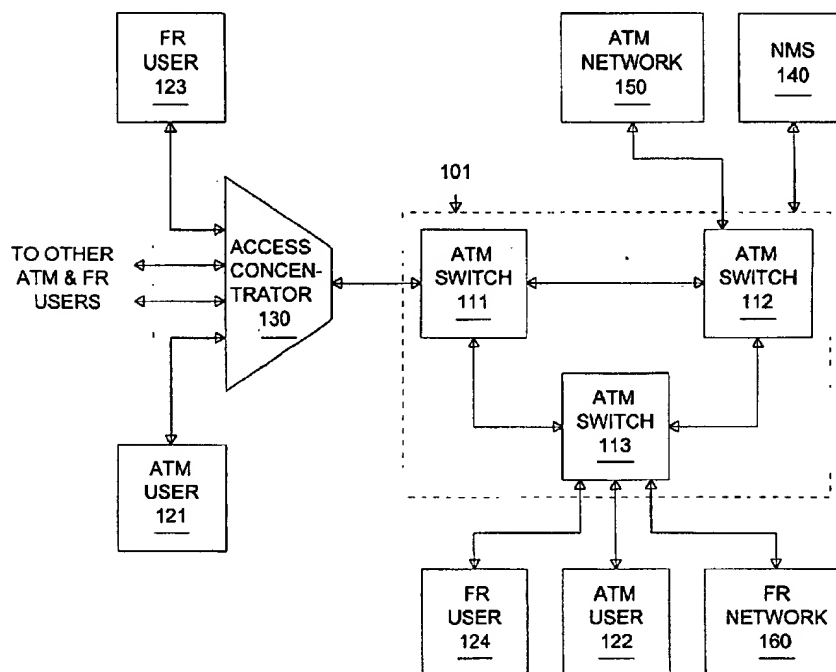 FR
USER
123
ATM
NETWORK
150
NMS
140
101
TO OTHER
ATM & FR
USERS
ACCESS
CONCEN-
TRATOR
130
ATM
SWITCH
111
ATM
SWITCH
112
ATM
SWITCH
113
ATM
USER
121
FR
USER
124
ATM
USER
122
FR
NETWORK
160